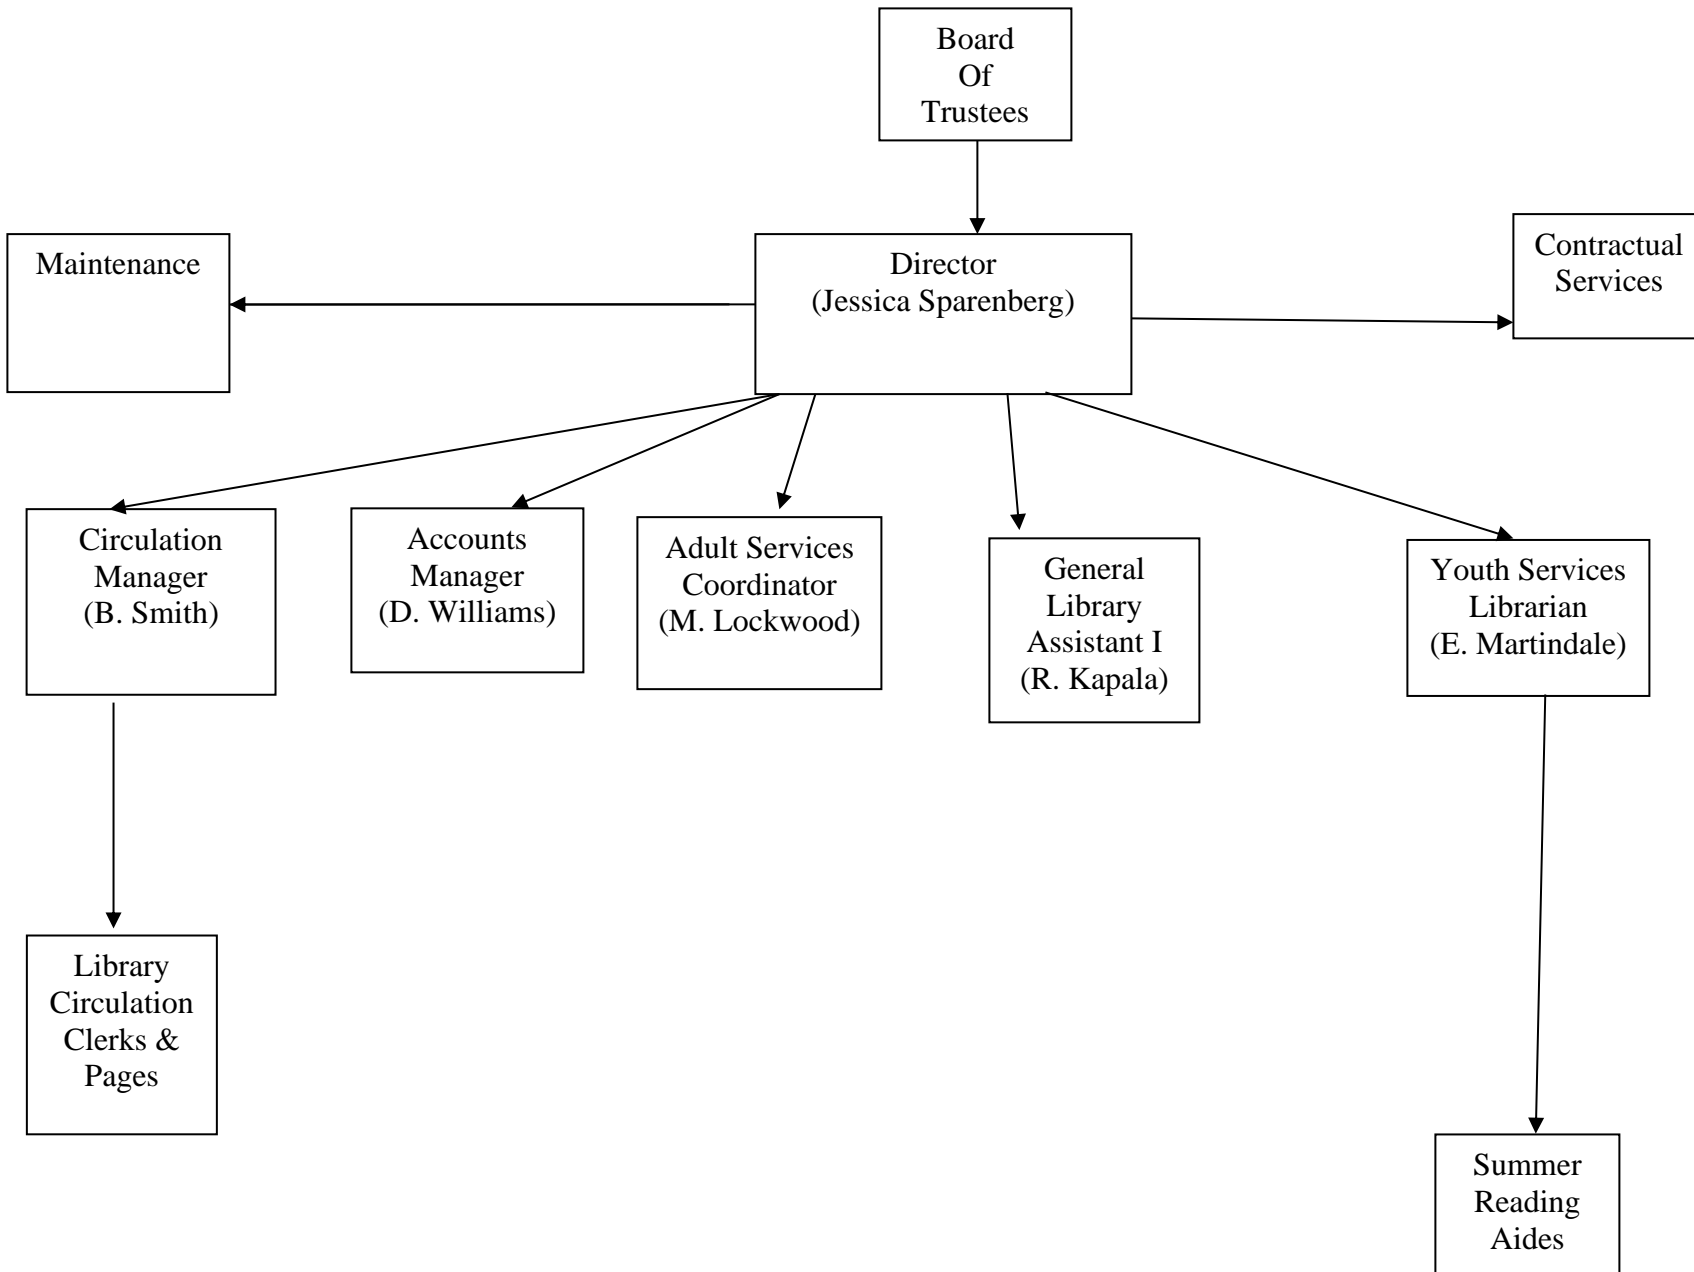 Board
Of
Trustees
Maintenance
Director
(Jessica Sparenberg)
Contractual
Services
Circulation
Manager
(B. Smith)
Accounts
Manager
(D. Williams)
Adult Services
Coordinator
(M. Lockwood)
General
Library
Assistant I
(R. Kapala)
Youth Services
Librarian
(E. Martindale)
Library
Circulation
Clerks &
Pages
Summer
Reading
Aides